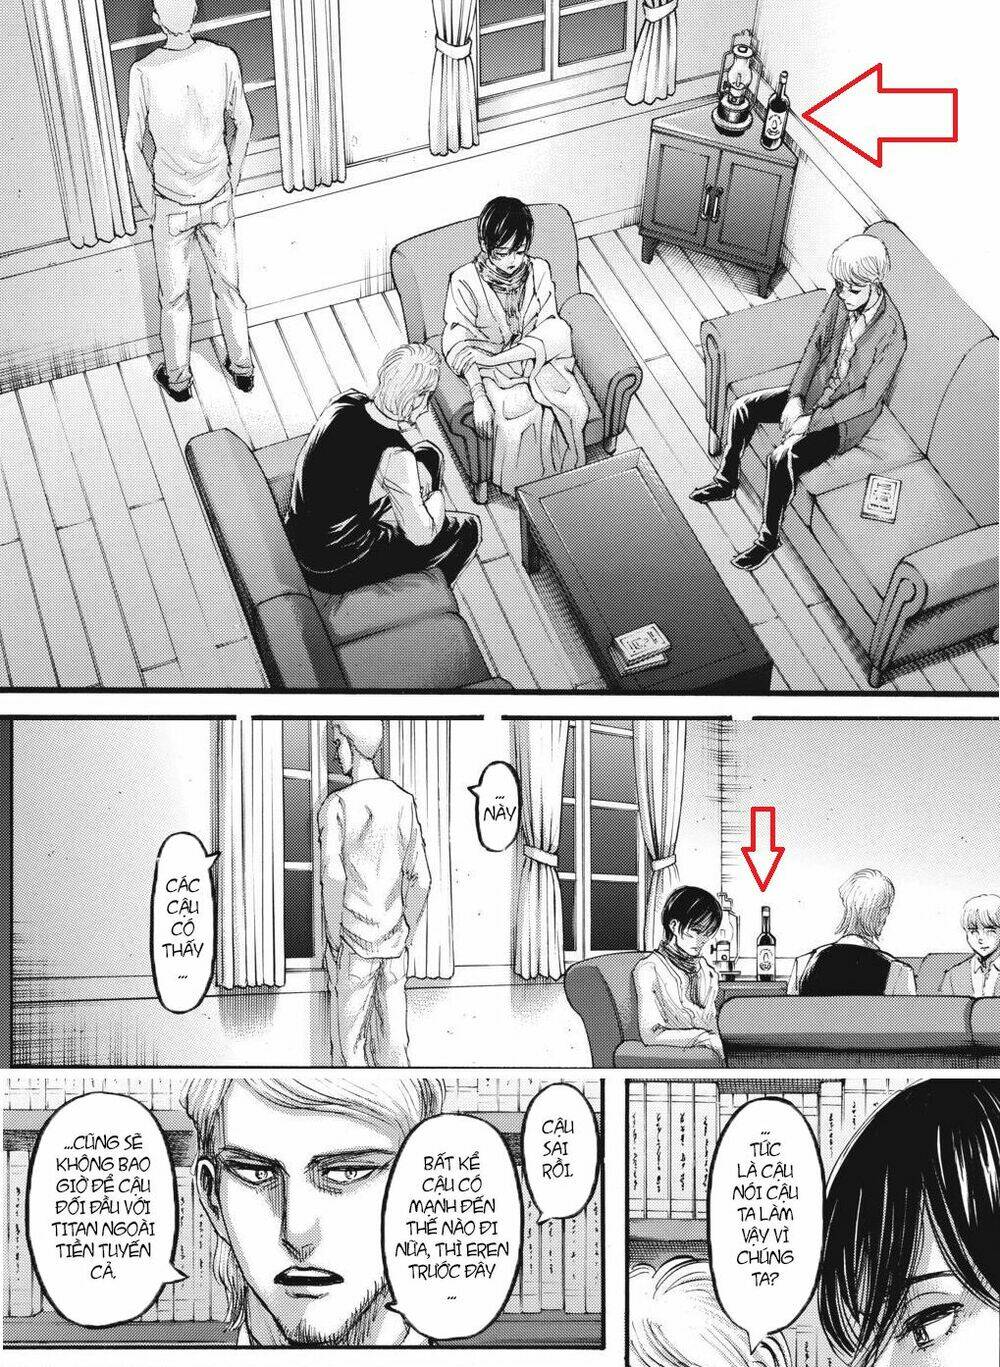 ...
NÀY
CÁC
CẬU
CÓ
THẤY
...
...
TỨC
LÀ CẬU
NÓI CẬU
TA LÀM
VẬY VÌ
CHÚNG
TA?
CẬU
SAI
RỒI.
BẤT KỂ
CẬU CÓ
MẠNH ĐẾN
THẾ NÀO ĐI
NỮA, THÌ EREN
TRƯỚC ĐÂY
...
...CŨNG SẼ
KHÔNG BAO
GIỜ ĐỂ CẬU
ĐỐI ĐẦU VỚI
TITAN NGOÀI
TIỀN TUYẾN
CẢ.